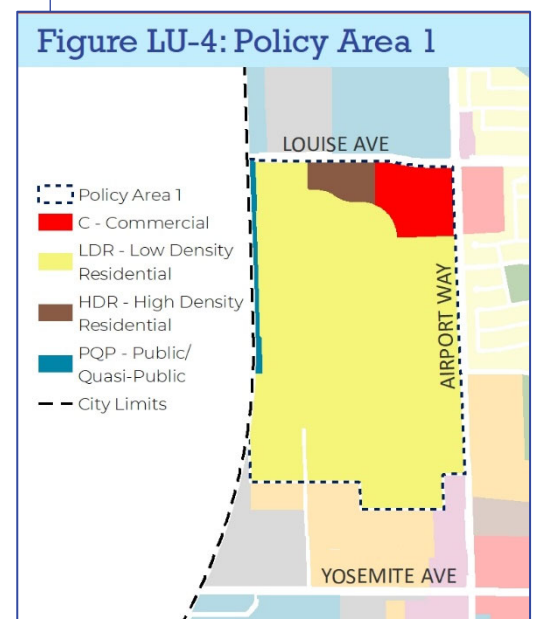 Figure LU-4: Policy Area 1
LOUISE AVE
Policy Area 1
C - Commercial
LDR - Low Density
Residential
HDR - High Density
Residential
PQP - Public/
Quasi-Public
City Limits
AIRPORT WAY
YOSEMITE AVE